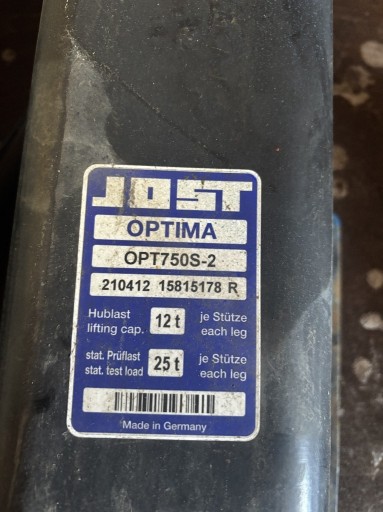 JOST
OPTIMA
OPT750S-2
210412 15815178 R
Hublast 12 t je Stütze
lifting cap. each leg
stat. Prüflast 25 t je Stütze
stat. test load each leg
Made in Germany